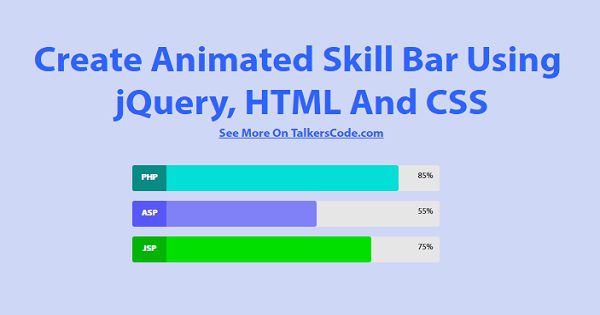 Create Animated Skill Bar Using
jQuery, HTML And CSS
See More On TalkersCode.com
PHP 85%
ASP 55%
JSP 75%